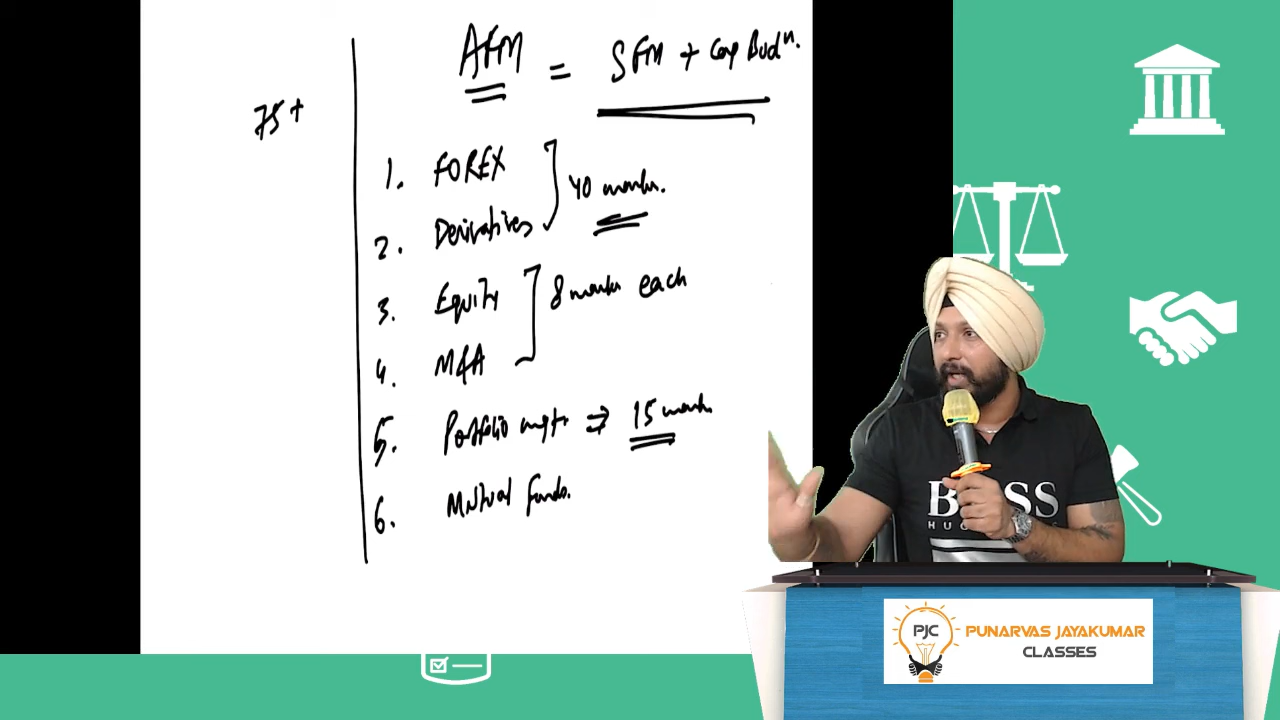 AFM = SFM + Cap Budn.
75+
1. FOREX
40 marks.
2. Derivatives
3. Equity
8 marks each
4. M&A
5. Portfolio mgt. ⇒ 15 marks
6. Mutual funds.
BOSS
HUG
PJC
PUNARVAS JAYAKUMAR
CLASSES